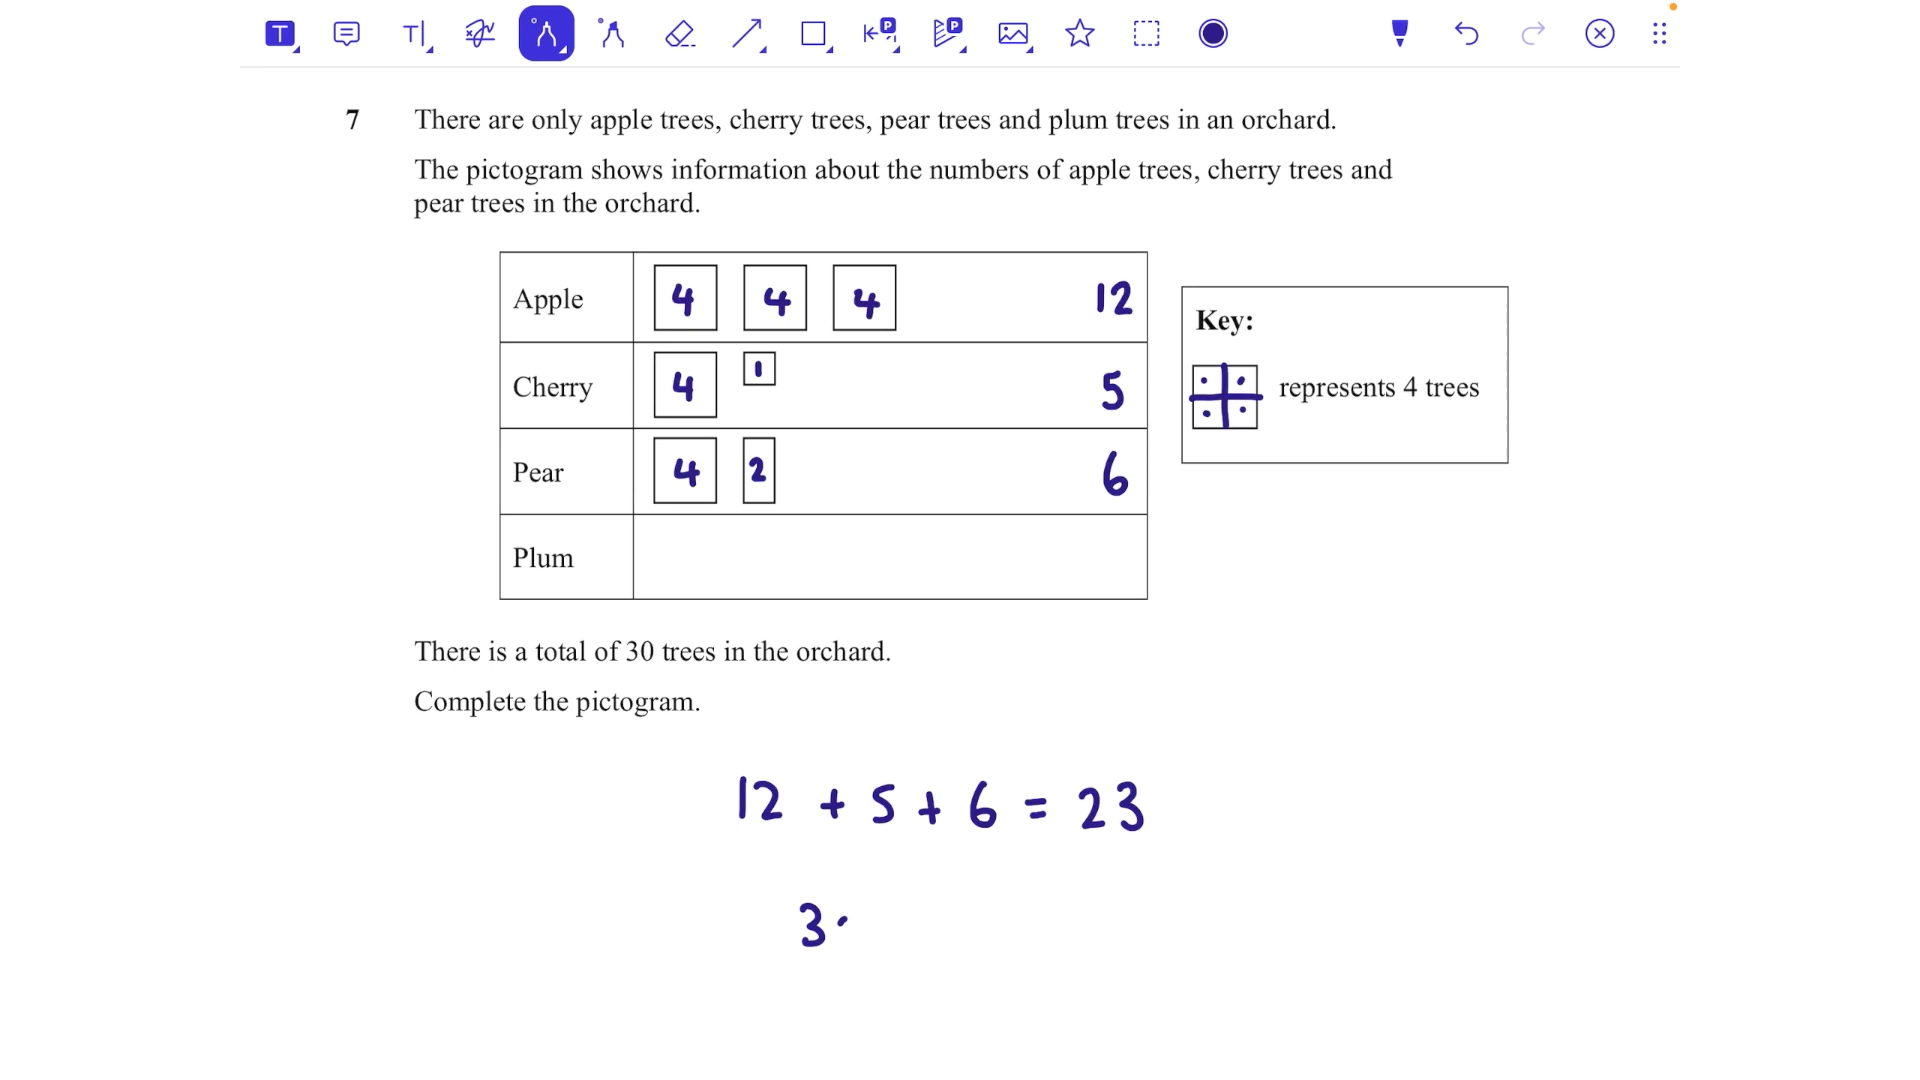 7 There are only apple trees, cherry trees, pear trees and plum trees in an orchard.
The pictogram shows information about the numbers of apple trees, cherry trees and
pear trees in the orchard.
Apple 4 4 4 12
Cherry 4 1 5
Pear 4 2 6
Plum
Key:
represents 4 trees
There is a total of 30 trees in the orchard.
Complete the pictogram.
12 + 5 + 6 = 23
3